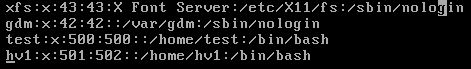 xfs:x:43:43:X Font Server:/etc/X11/fs:/sbin/nologin
gdm:x:42:42::/var/gdm:/sbin/nologin
test:x:500:500::/home/test:/bin/bash
hv1:x:501:502::/home/hv1:/bin/bash